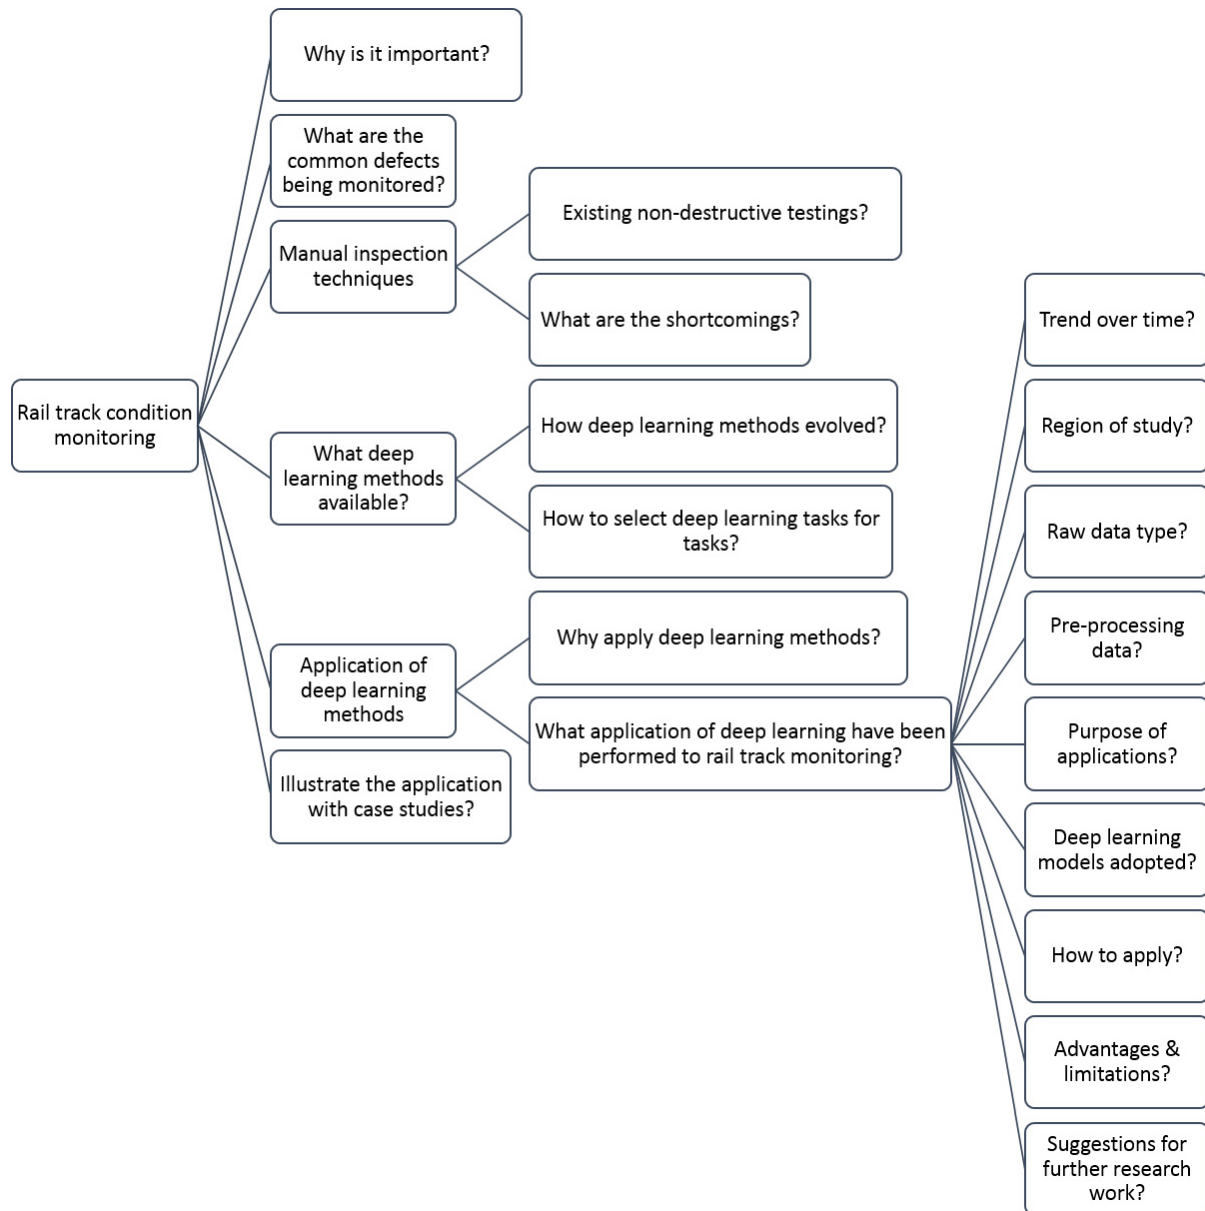 Why is it important?
What are the
common defects
being monitored?
Manual inspection
techniques
Existing non-destructive testings?
What are the shortcomings?
Rail track condition
monitoring
What deep
learning methods
available?
How deep learning methods evolved?
How to select deep learning tasks for
tasks?
Application of
deep learning
methods
Why apply deep learning methods?
What application of deep learning have been
performed to rail track monitoring?
Illustrate the application
with case studies?
Trend over time?
Region of study?
Raw data type?
Pre-processing
data?
Purpose of
applications?
Deep learning
models adopted?
How to apply?
Advantages &
limitations?
Suggestions for
further research
work?